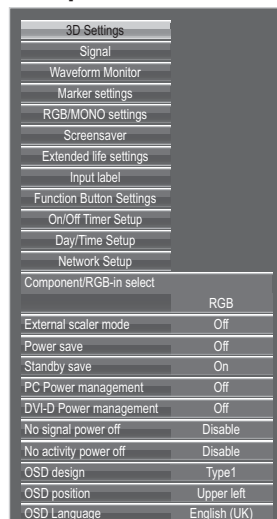 3D Settings
Signal
Waveform Monitor
Marker settings
RGB/MONO settings
Screensaver
Extended life settings
Input label
Function Button Settings
On/Off Timer Setup
Day/Time Setup
Network Setup
Component/RGB-in select
RGB
External scaler mode Off
Power save Off
Standby save On
PC Power management Off
DVI-D Power management Off
No signal power off Disable
No activity power off Disable
OSD design Type1
OSD position Upper left
OSD Language English (UK)